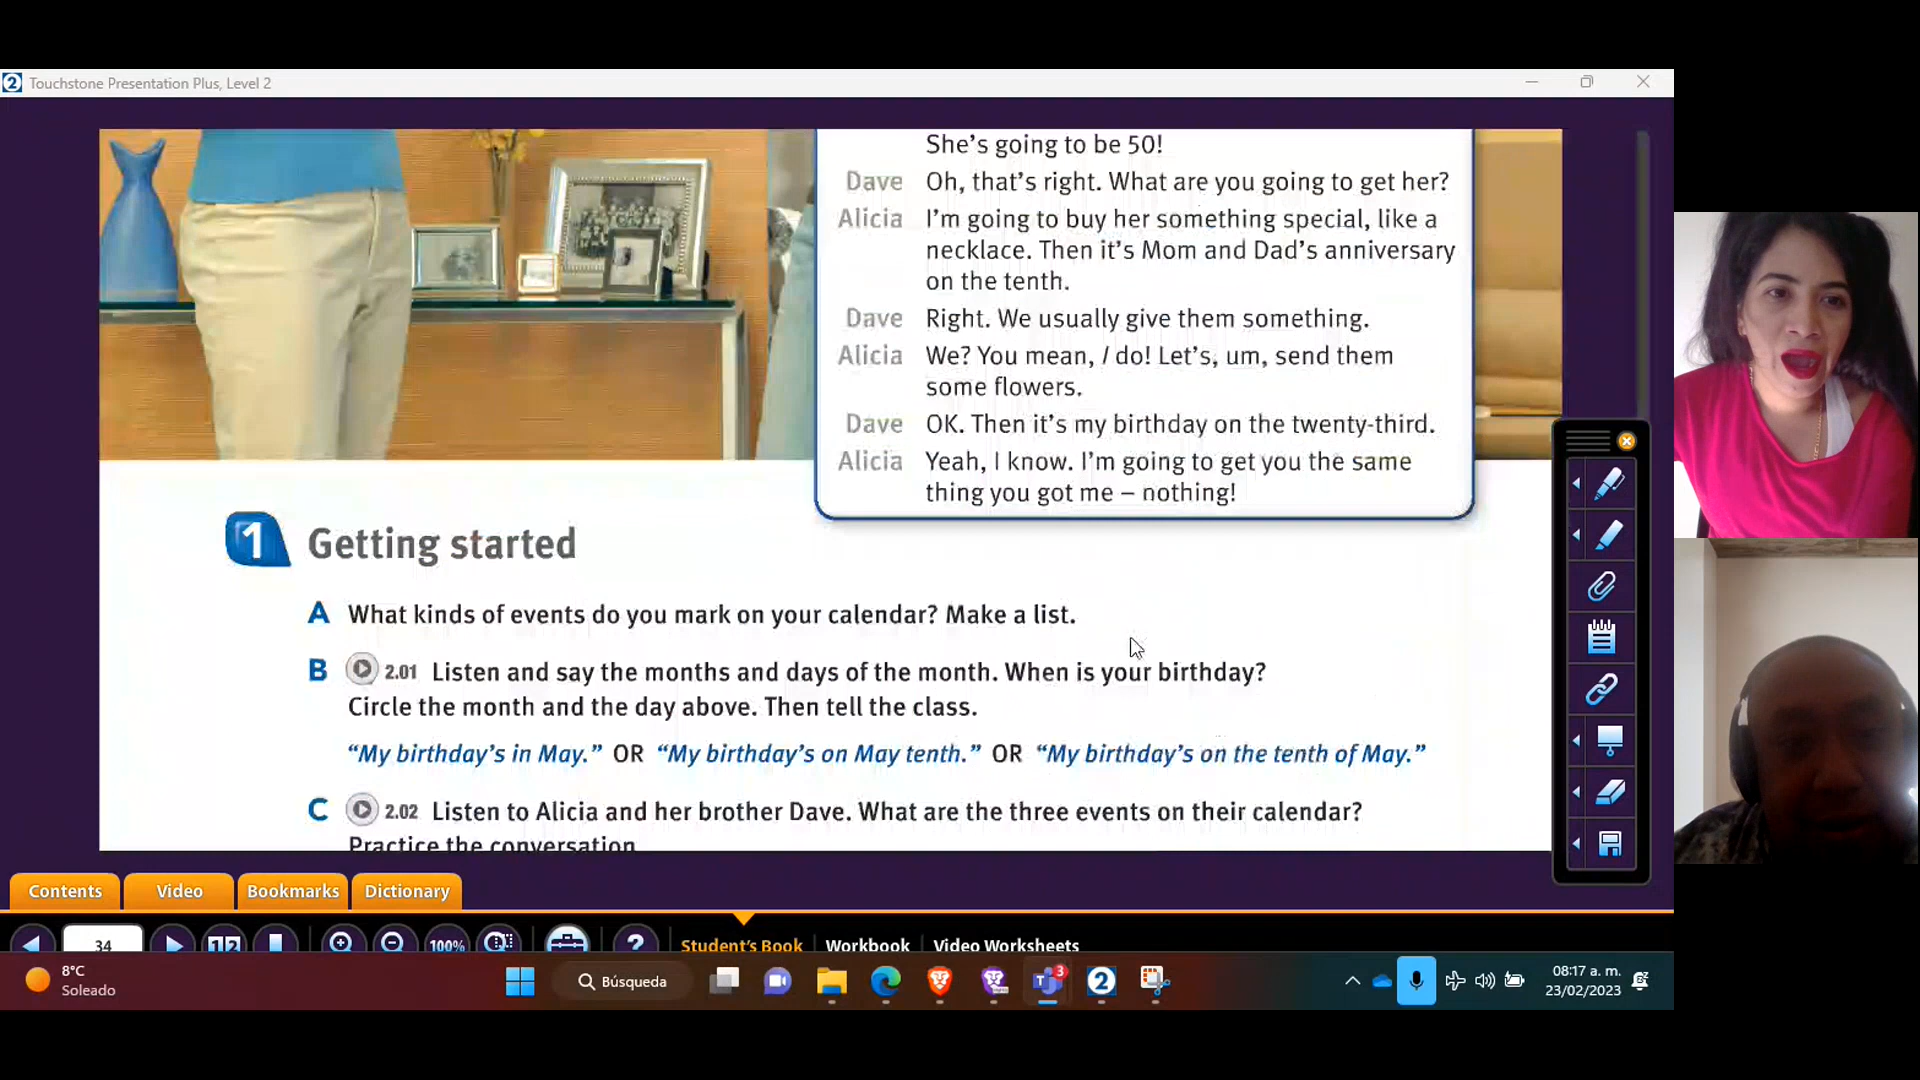 Touchstone Presentation Plus, Level 2
She's going to be 50!
Dave Oh, that's right. What are you going to get her?
Alicia I'm going to buy her something special, like a
necklace. Then it's Mom and Dad's anniversary
on the tenth.
Dave Right. We usually give them something.
Alicia We? You mean, I do! Let's, um, send them
some flowers.
Dave OK. Then it's my birthday on the twenty-third.
Alicia Yeah, I know. I'm going to get you the same
thing you got me – nothing!
1 Getting started
A What kinds of events do you mark on your calendar? Make a list.
B 2.01 Listen and say the months and days of the month. When is your birthday?
Circle the month and the day above. Then tell the class.
"My birthday's in May." OR "My birthday's on May tenth." OR "My birthday's on the tenth of May."
C 2.02 Listen to Alicia and her brother Dave. What are the three events on their calendar?
Practice the conversation
Contents Video Bookmarks Dictionary
34 12 100% ? Student's Book Workbook Video Worksheets
8°C
Soleado
Búsqueda
3
2
08:17 a. m.
23/02/2023